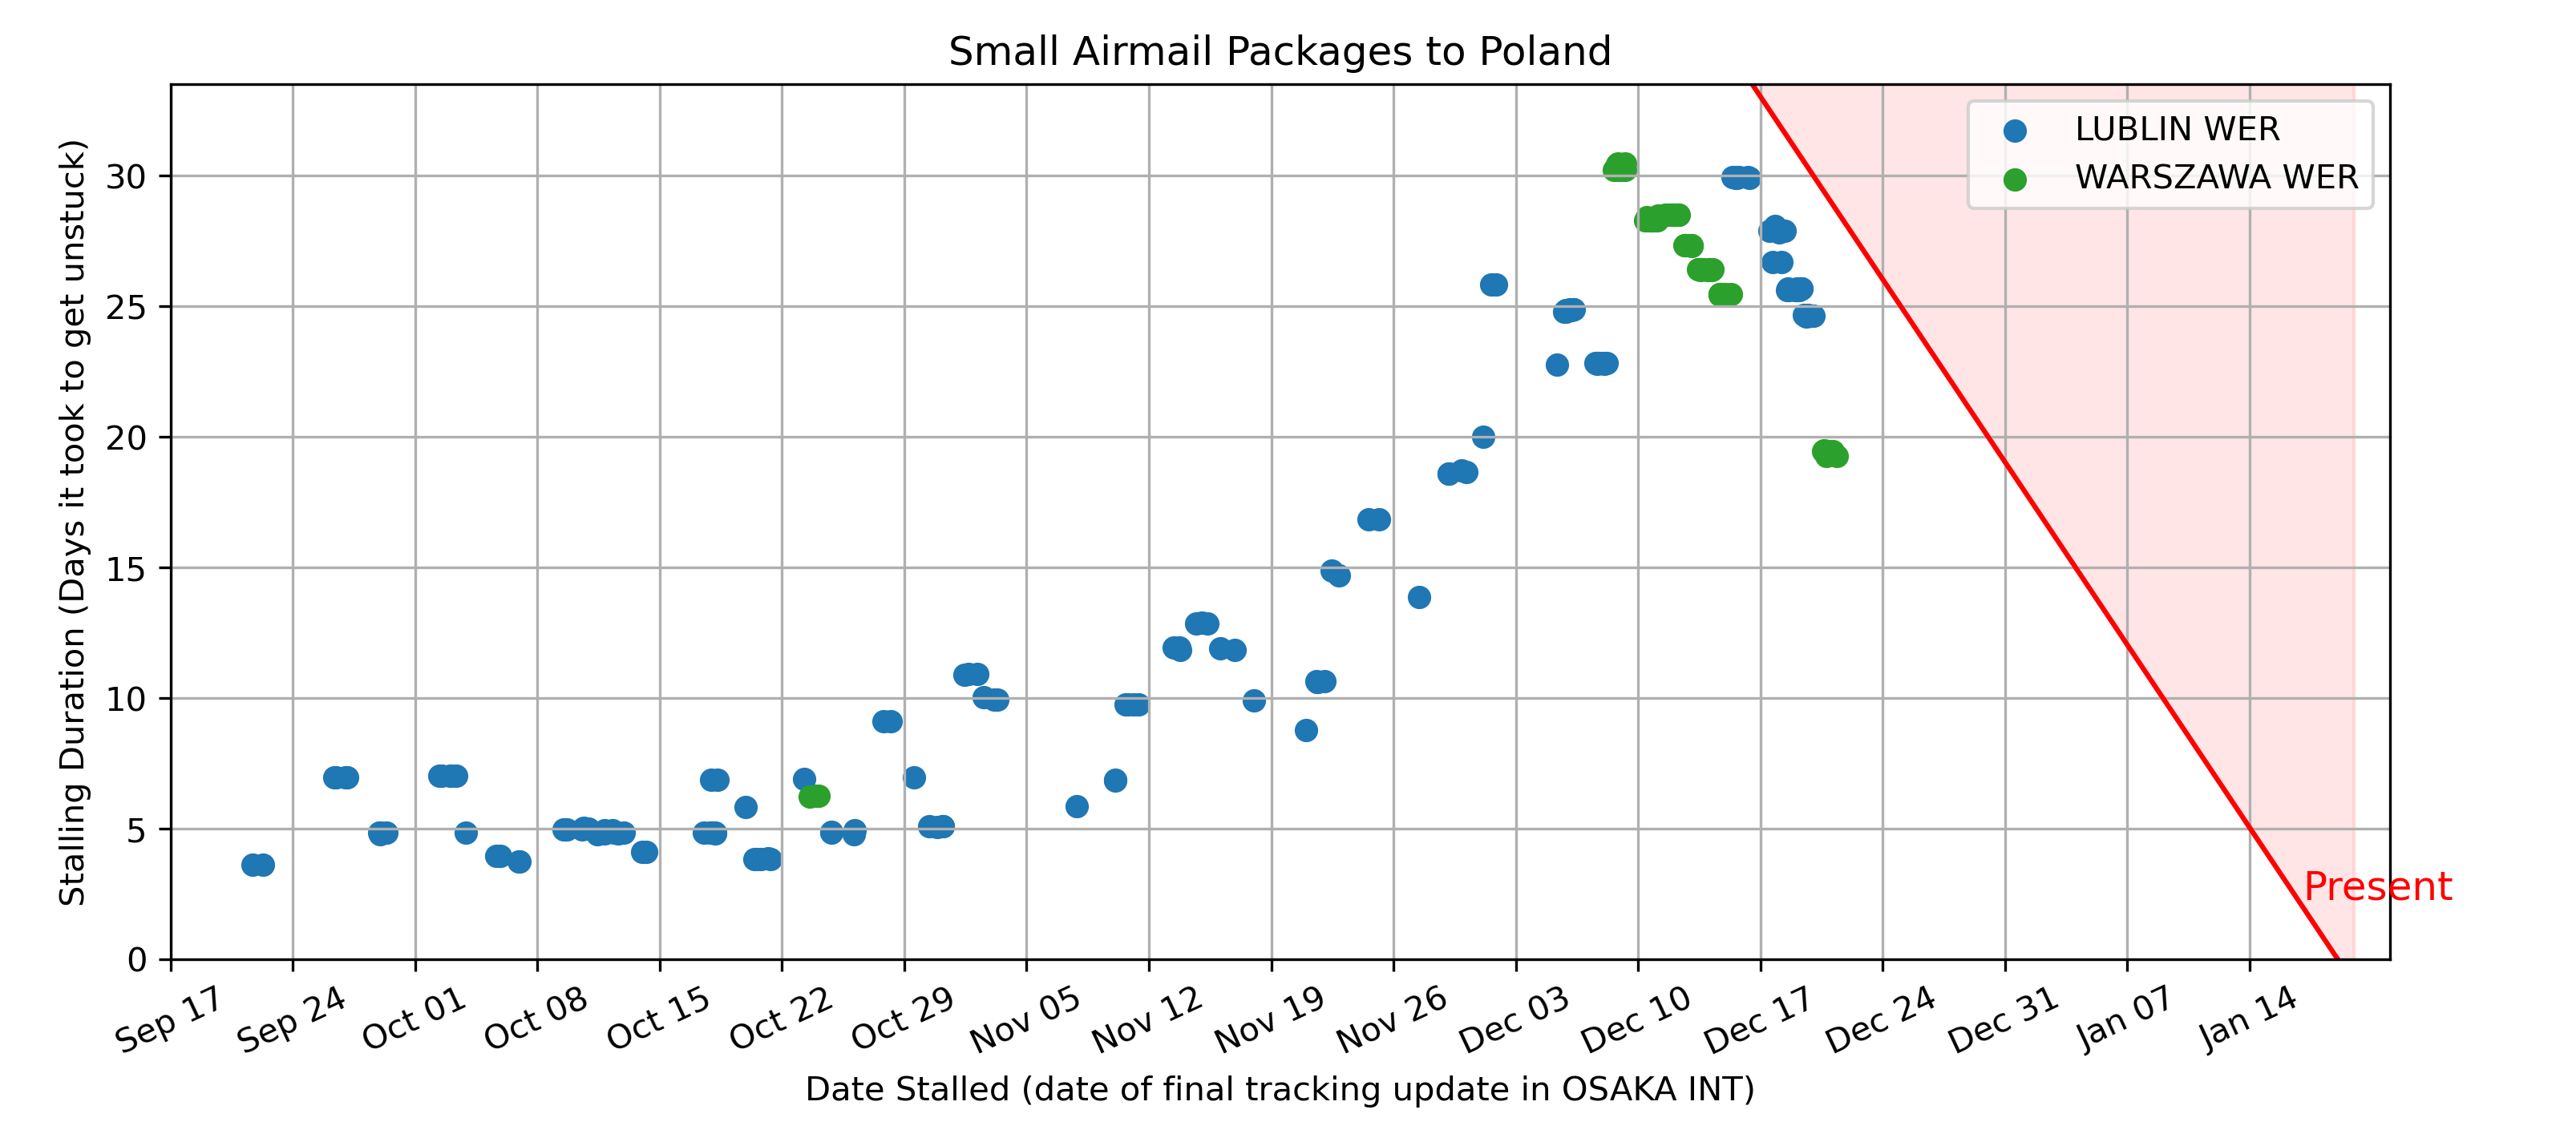 Small Airmail Packages to Poland
LUBLIN WER
WARSZAWA WER
Stalling Duration (Days it took to get unstuck)
30
25
20
15
10
5
0
Present
Sep 17
Sep 24
Oct 01
Oct 08
Oct 15
Oct 22
Oct 29
Nov 05
Nov 12
Nov 19
Nov 26
Dec 03
Dec 10
Dec 17
Dec 24
Dec 31
Jan 07
Jan 14
Date Stalled (date of final tracking update in OSAKA INT)